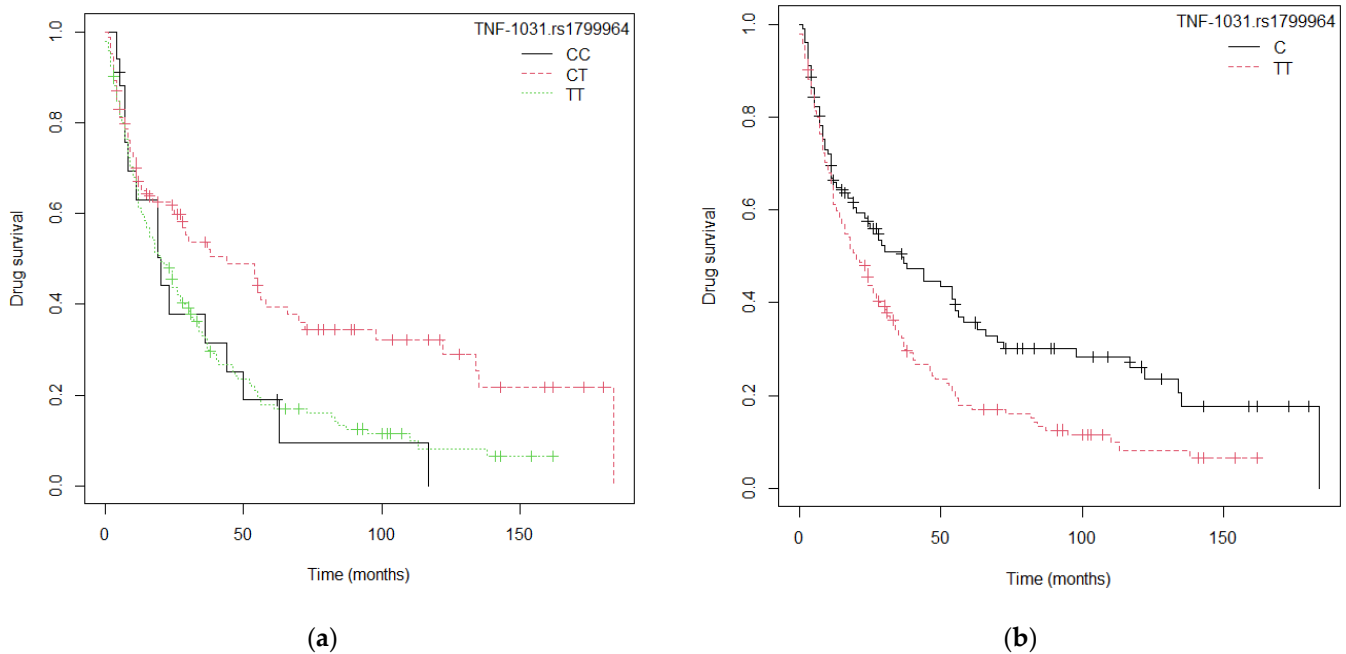 TNF-1031.rs1799964
CC
CT
TT
Drug survival
0.0 0.2 0.4 0.6 0.8 1.0
0 50 100 150
Time (months)
(a)
TNF-1031.rs1799964
C
TT
Drug survival
0.0 0.2 0.4 0.6 0.8 1.0
0 50 100 150
Time (months)
(b)